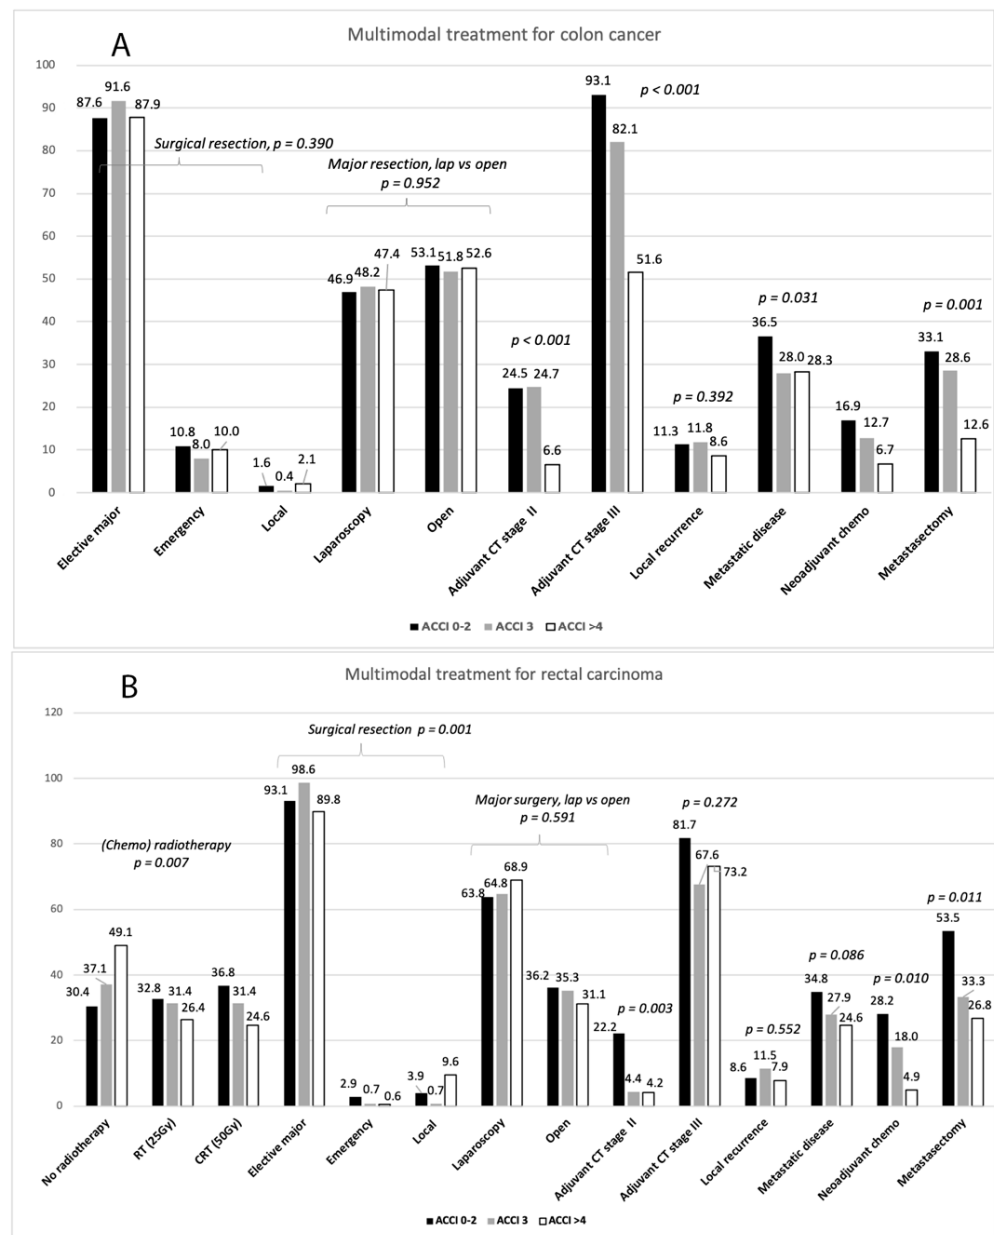 A
Multimodal treatment for colon cancer
100
90
80
70
60
50
40
30
20
10
0
87.6
91.6
87.9
Surgical resection, p = 0.390
10.8
8.0
10.0
1.6
0.4
2.1
Major resection, lap vs open
p = 0.952
46.9
48.2
47.4
53.1
51.8
52.6
p < 0.001
24.5
24.7
6.6
93.1
p < 0.001
82.1
51.6
p = 0.392
11.3
11.8
8.6
p = 0.031
36.5
28.0
28.3
16.9
12.7
6.7
p = 0.001
33.1
28.6
12.6
Elective major
Emergency
Local
Laparoscopy
Open
Adjuvant CT stage II
Adjuvant CT stage III
Local recurrence
Metastatic disease
Neoadjuvant chemo
Metastasectomy
ACCI 0-2 ACCI 3 ACCI >4
B
Multimodal treatment for rectal carcinoma
120
100
80
60
40
20
0
(Chemo) radiotherapy
p = 0.007
30.4
37.1
49.1
32.8
31.4
26.4
36.8
31.4
24.6
Surgical resection p = 0.001
93.1
98.6
89.8
2.9
0.7
0.6
3.9
0.7
9.6
Major surgery, lap vs open
p = 0.591
63.8
64.8
68.9
36.2
35.3
31.1
p = 0.003
22.2
4.4
4.2
p = 0.272
81.7
67.6
73.2
p = 0.552
8.6
11.5
7.9
p = 0.086
34.8
27.9
24.6
p = 0.010
28.2
18.0
4.9
p = 0.011
53.5
33.3
26.8
No radiotherapy
RT (25Gy)
CRT (50Gy)
Elective major
Emergency
Local
Laparoscopy
Open
Adjuvant CT stage II
Adjuvant CT stage III
Local recurrence
Metastatic disease
Neoadjuvant chemo
Metastasectomy
ACCI 0-2 ACCI 3 ACCI >4